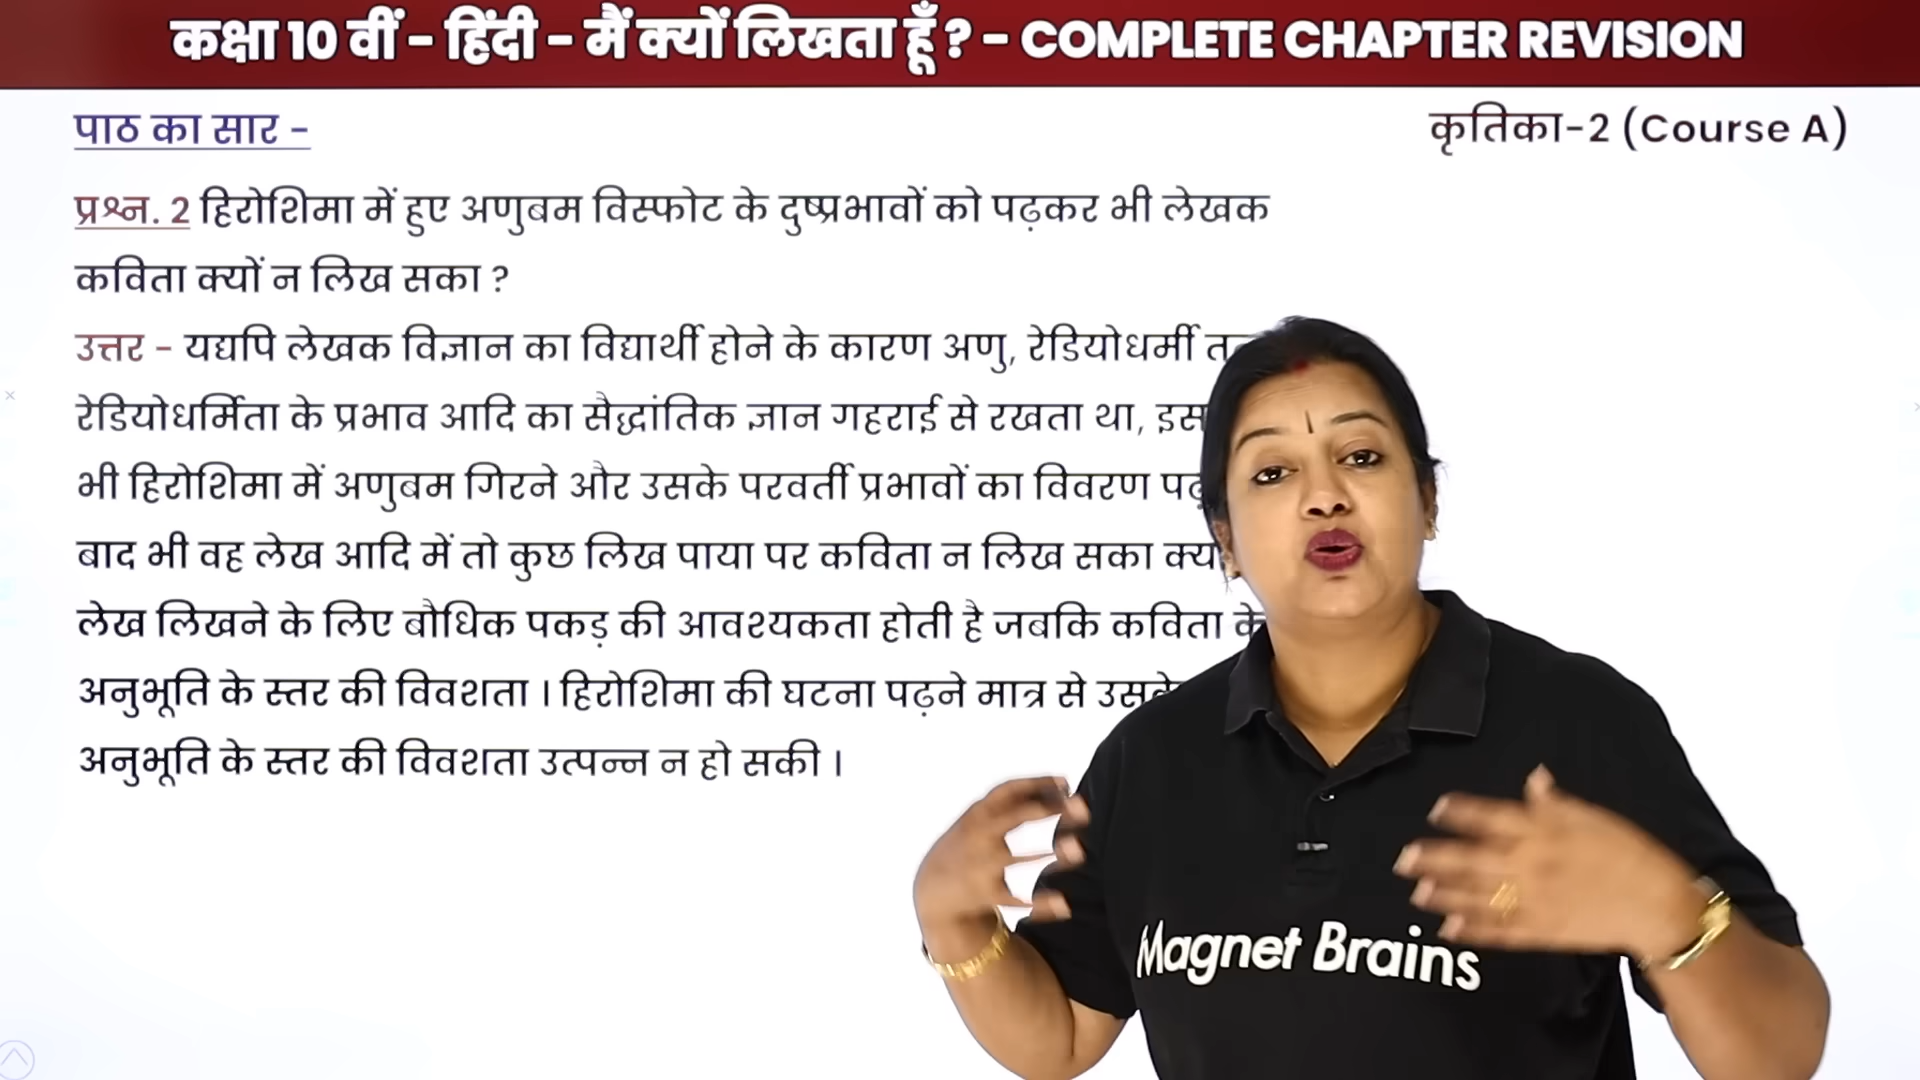 कक्षा 10 वीं - हिंदी - मैं क्यों लिखता हूँ ? - COMPLETE CHAPTER REVISION
पाठ का सार -
कृतिका-2 (Course A)
प्रश्न. 2 हिरोशिमा में हुए अणुबम विस्फोट के दुष्प्रभावों को पढ़कर भी लेखक
कविता क्यों न लिख सका ?
उत्तर - यद्यपि लेखक विज्ञान का विद्यार्थी होने के कारण अणु, रेडियोधर्मी
रेडियोधर्मिता के प्रभाव आदि का सैद्धांतिक ज्ञान गहराई से रखता था,
भी हिरोशिमा में अणुबम गिरने और उसके परवर्ती प्रभावों का विवरण
बाद भी वह लेख आदि में तो कुछ लिख पाया पर कविता न लिख सका
लेख लिखने के लिए बौधिक पकड़ की आवश्यकता होती है जबकि कविता के
अनुभूति के स्तर की विवशता । हिरोशिमा की घटना पढ़ने मात्र से
अनुभूति के स्तर की विवशता उत्पन्न न हो सकी ।
Magnet Brains